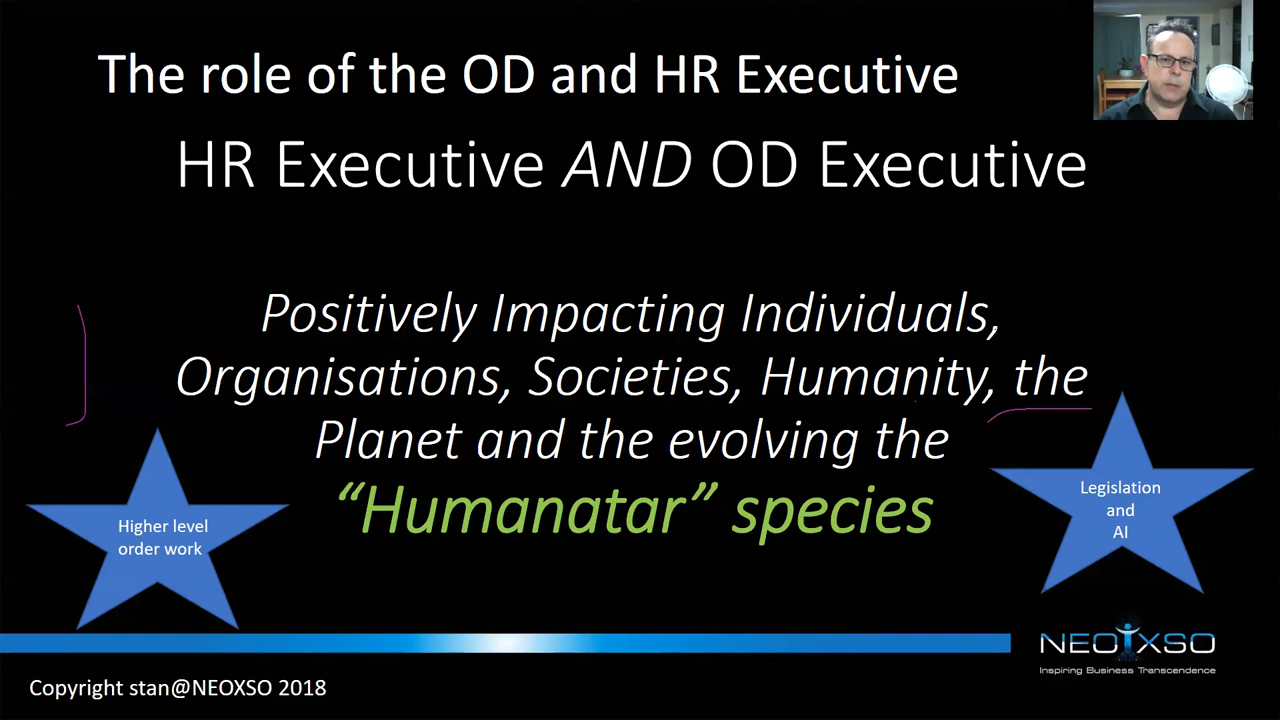 The role of the OD and HR Executive
HR Executive AND OD Executive
Positively Impacting Individuals,
Organisations, Societies, Humanity, the
Planet and the evolving the
“Humanatar” species
Higher level
order work
Legislation
and
AI
NEOXSO
Inspiring Business Transcendence
Copyright stan@NEOXSO 2018